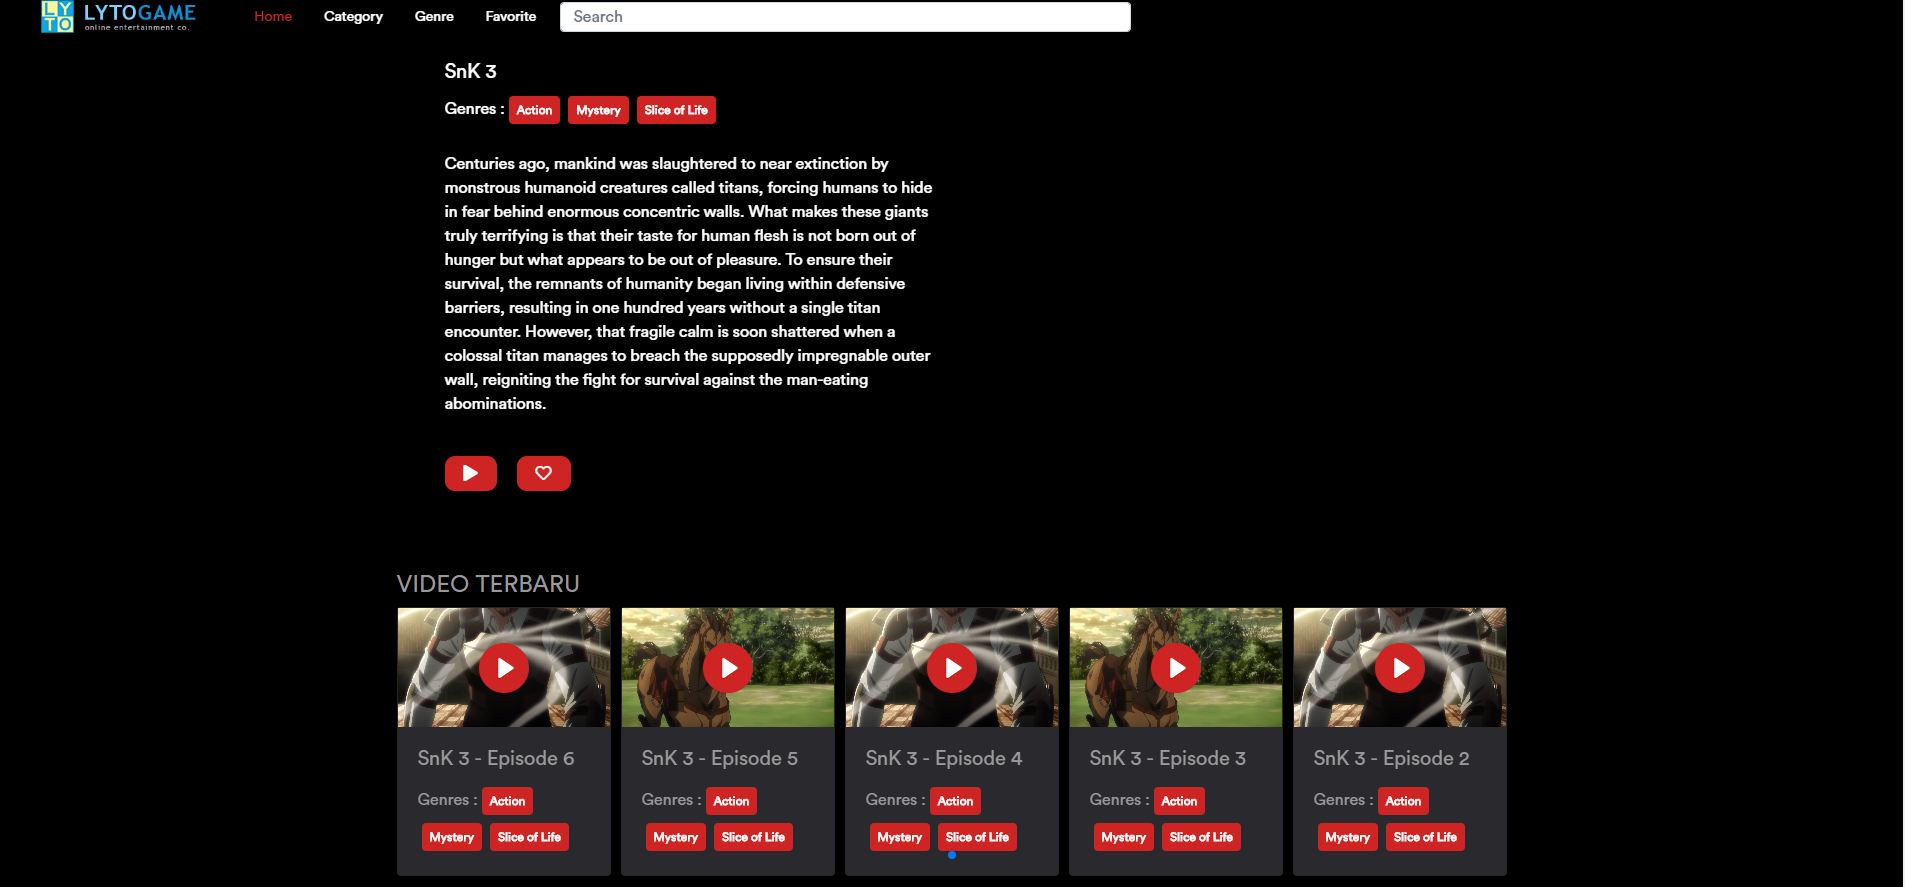 LY
TO
LYTOGAME
online entertainment co.
Home Category Genre Favorite Search
SnK 3
Genres : Action Mystery Slice of Life
Centuries ago, mankind was slaughtered to near extinction by
monstrous humanoid creatures called titans, forcing humans to hide
in fear behind enormous concentric walls. What makes these giants
truly terrifying is that their taste for human flesh is not born out of
hunger but what appears to be out of pleasure. To ensure their
survival, the remnants of humanity began living within defensive
barriers, resulting in one hundred years without a single titan
encounter. However, that fragile calm is soon shattered when a
colossal titan manages to breach the supposedly impregnable outer
wall, reigniting the fight for survival against the man-eating
abominations.
VIDEO TERBARU
SnK 3 - Episode 6
Genres : Action
Mystery Slice of Life
SnK 3 - Episode 5
Genres : Action
Mystery Slice of Life
SnK 3 - Episode 4
Genres : Action
Mystery Slice of Life
SnK 3 - Episode 3
Genres : Action
Mystery Slice of Life
SnK 3 - Episode 2
Genres : Action
Mystery Slice of Life